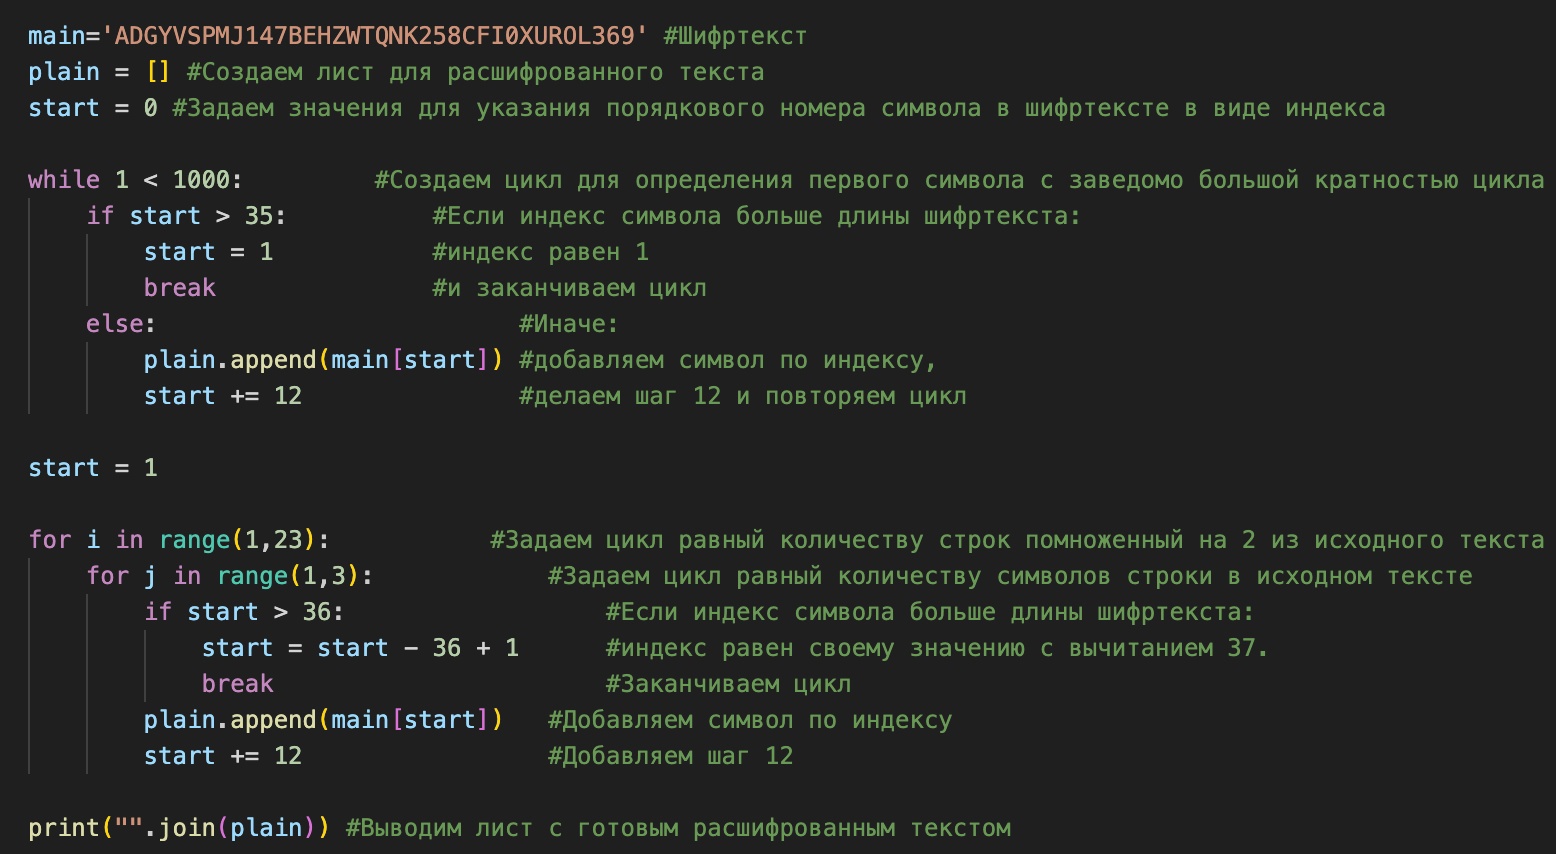 main='ADGYVSPMJ147BEHZWTQNK258CFI0XUROL369' #Шифртекст
plain = [] #Создаем лист для расшифрованного текста
start = 0 #Задаем значения для указания порядкового номера символа в шифртексте в виде индекса
while 1 < 1000: #Создаем цикл для определения первого символа с заведомо большой кратностью цикла
if start > 35: #Если индекс символа больше длины шифртекста:
start = 1 #индекс равен 1
break #и заканчиваем цикл
else: #Иначе:
plain.append(main[start]) #добавляем символ по индексу,
start += 12 #делаем шаг 12 и повторяем цикл
start = 1
for i in range(1,23): #Задаем цикл равный количеству строк помноженный на 2 из исходного текста
for j in range(1,3): #Задаем цикл равный количеству символов строки в исходном тексте
if start > 36: #Если индекс символа больше длины шифртекста:
start = start - 36 + 1 #индекс равен своему значению с вычитанием 37.
break #Заканчиваем цикл
plain.append(main[start]) #Добавляем символ по индексу
start += 12 #Добавляем шаг 12
print("".join(plain)) #Выводим лист с готовым расшифрованным текстом